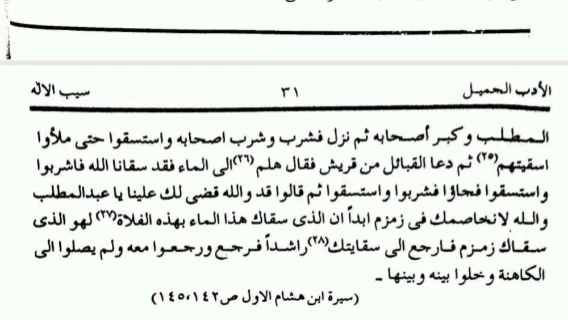 الأدب الجميل ٣١ سيب الاله
المطلب وكبر أصحابه ثم نزل فشرب وشرب اصحابه واستسقوا حتى ملأوا
اسقيتهم(٢٥) ثم دعا القبائل من قريش فقال هلم(٢٦)الى الماء فقد سقانا الله فاشربوا
واستسقوا فجاؤا فشربوا واستسقوا ثم قالوا قد والله قضى لك علينا يا عبدالمطلب
والله لانخاصمك فى زمزم ابداً ان الذى سقاك هذا الماء بهذه الفلاة(٢٧) لهو الذى
سقاك زمزم فارجع الى سقايتك(٢٨)راشداً فرجع ورجعوا معه ولم يصلوا الى
الكاهنة وخلوا بينه وبينها ـ
(سيرة ابن هشام الاول ص١٤٢،١٤٥)